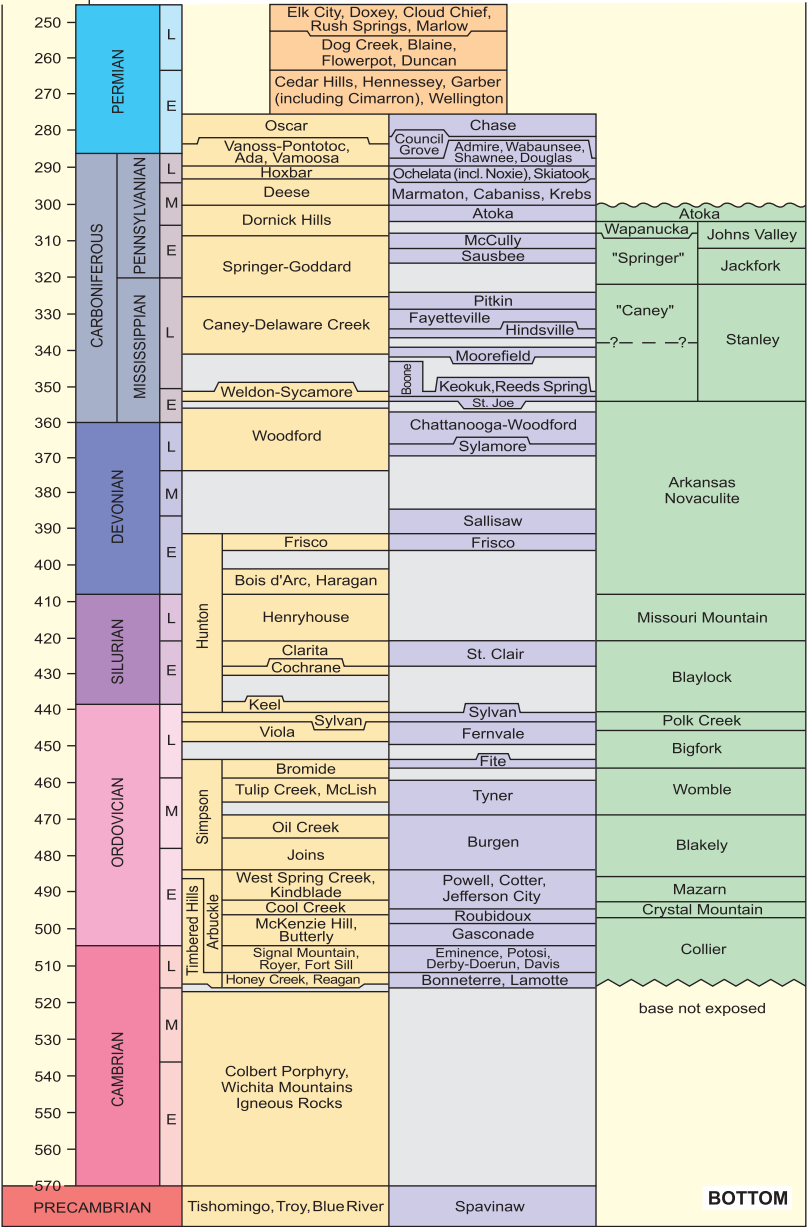 250
260
270
280
290
300
310
320
330
340
350
360
370
380
390
400
410
420
430
440
450
460
470
480
490
500
510
520
530
540
550
560
570
PERMIAN
CARBONIFEROUS
PENNSYLVANIAN
MISSISSIPPIAN
DEVONIAN
SILURIAN
ORDOVICIAN
CAMBRIAN
PRECAMBRIAN
L
E
L
M
E
L
E
L
M
E
L
E
L
M
E
L
M
E
Elk City, Doxey, Cloud Chief,
Rush Springs, Marlow
Dog Creek, Blaine,
Flowerpot, Duncan
Cedar Hills, Hennessey, Garber
(including Cimarron), Wellington
Oscar
Vanoss-Pontotoc,
Ada, Vamoosa
Hoxbar
Deese
Dornick Hills
Springer-Goddard
Caney-Delaware Creek
Weldon-Sycamore
Woodford
Hunton
Frisco
Bois d'Arc, Haragan
Henryhouse
Clarita
Cochrane
Keel
Sylvan
Viola
Simpson
Bromide
Tulip Creek, McLish
Oil Creek
Joins
Timbered Hills
Arbuckle
West Spring Creek,
Kindblade
Cool Creek
McKenzie Hill,
Butterly
Signal Mountain,
Royer, Fort Sill
Honey Creek, Reagan
Colbert Porphyry,
Wichita Mountains
Igneous Rocks
Tishomingo, Troy, Blue River
Chase
Council
Grove
Admire, Wabaunsee,
Shawnee, Douglas
Ochelata (incl. Noxie), Skiatook
Marmaton, Cabaniss, Krebs
Atoka
McCully
Sausbee
Pitkin
Fayetteville
Hindsville
Moorefield
Boone
Keokuk, Reeds Spring
St. Joe
Chattanooga-Woodford
Sylamore
Sallisaw
Frisco
St. Clair
Sylvan
Fernvale
Fite
Tyner
Burgen
Powell, Cotter,
Jefferson City
Roubidoux
Gasconade
Eminence, Potosi,
Derby-Doerun, Davis
Bonneterre, Lamotte
Spavinaw
Atoka
Wapanucka
Johns Valley
"Springer"
Jackfork
"Caney"
? ?
Stanley
Arkansas
Novaculite
Missouri Mountain
Blaylock
Polk Creek
Bigfork
Womble
Blakely
Mazarn
Crystal Mountain
Collier
base not exposed
BOTTOM